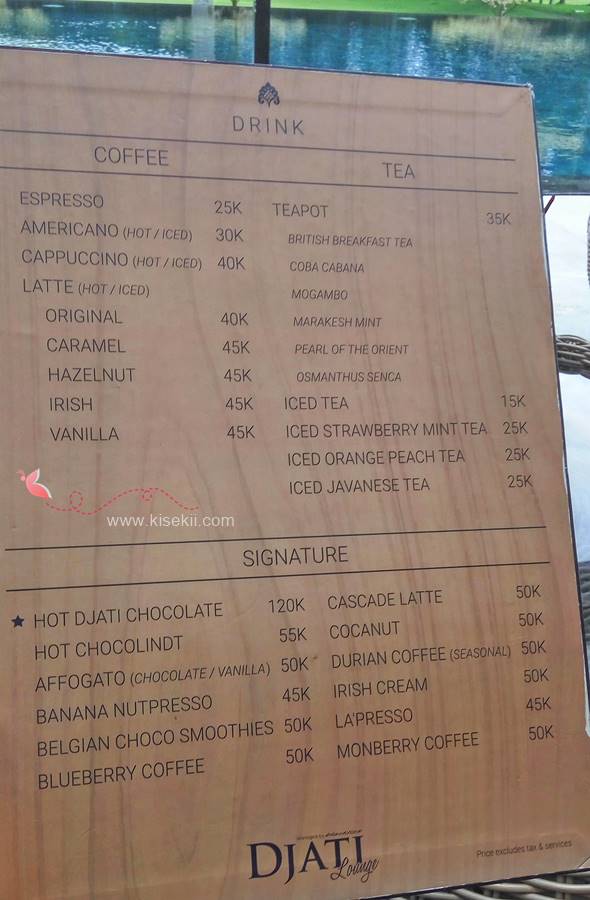 DRINK
COFFEE
ESPRESSO 25K
AMERICANO (HOT / ICED) 30K
CAPPUCCINO (HOT / ICED) 40K
LATTE (HOT / ICED)
ORIGINAL 40K
CARAMEL 45K
HAZELNUT 45K
IRISH 45K
VANILLA 45K
TEA
TEAPOT 35K
BRITISH BREAKFAST TEA
COBA CABANA
MOGAMBO
MARAKESH MINT
PEARL OF THE ORIENT
OSMANTHUS SENCA
ICED TEA 15K
ICED STRAWBERRY MINT TEA 25K
ICED ORANGE PEACH TEA 25K
ICED JAVANESE TEA 25K
www.kisekii.com
SIGNATURE
★ HOT DJATI CHOCOLATE 120K
HOT CHOCOLINDT 55K
AFFOGATO (CHOCOLATE / VANILLA) 50K
BANANA NUTPRESSO 45K
BELGIAN CHOCO SMOOTHIES 50K
BLUEBERRY COFFEE 50K
CASCADE LATTE 50K
COCANUT 50K
DURIAN COFFEE (SEASONAL) 50K
IRISH CREAM 50K
LA'PRESSO 45K
MONBERRY COFFEE 50K
DJATI
Lounge
Price excludes tax & services